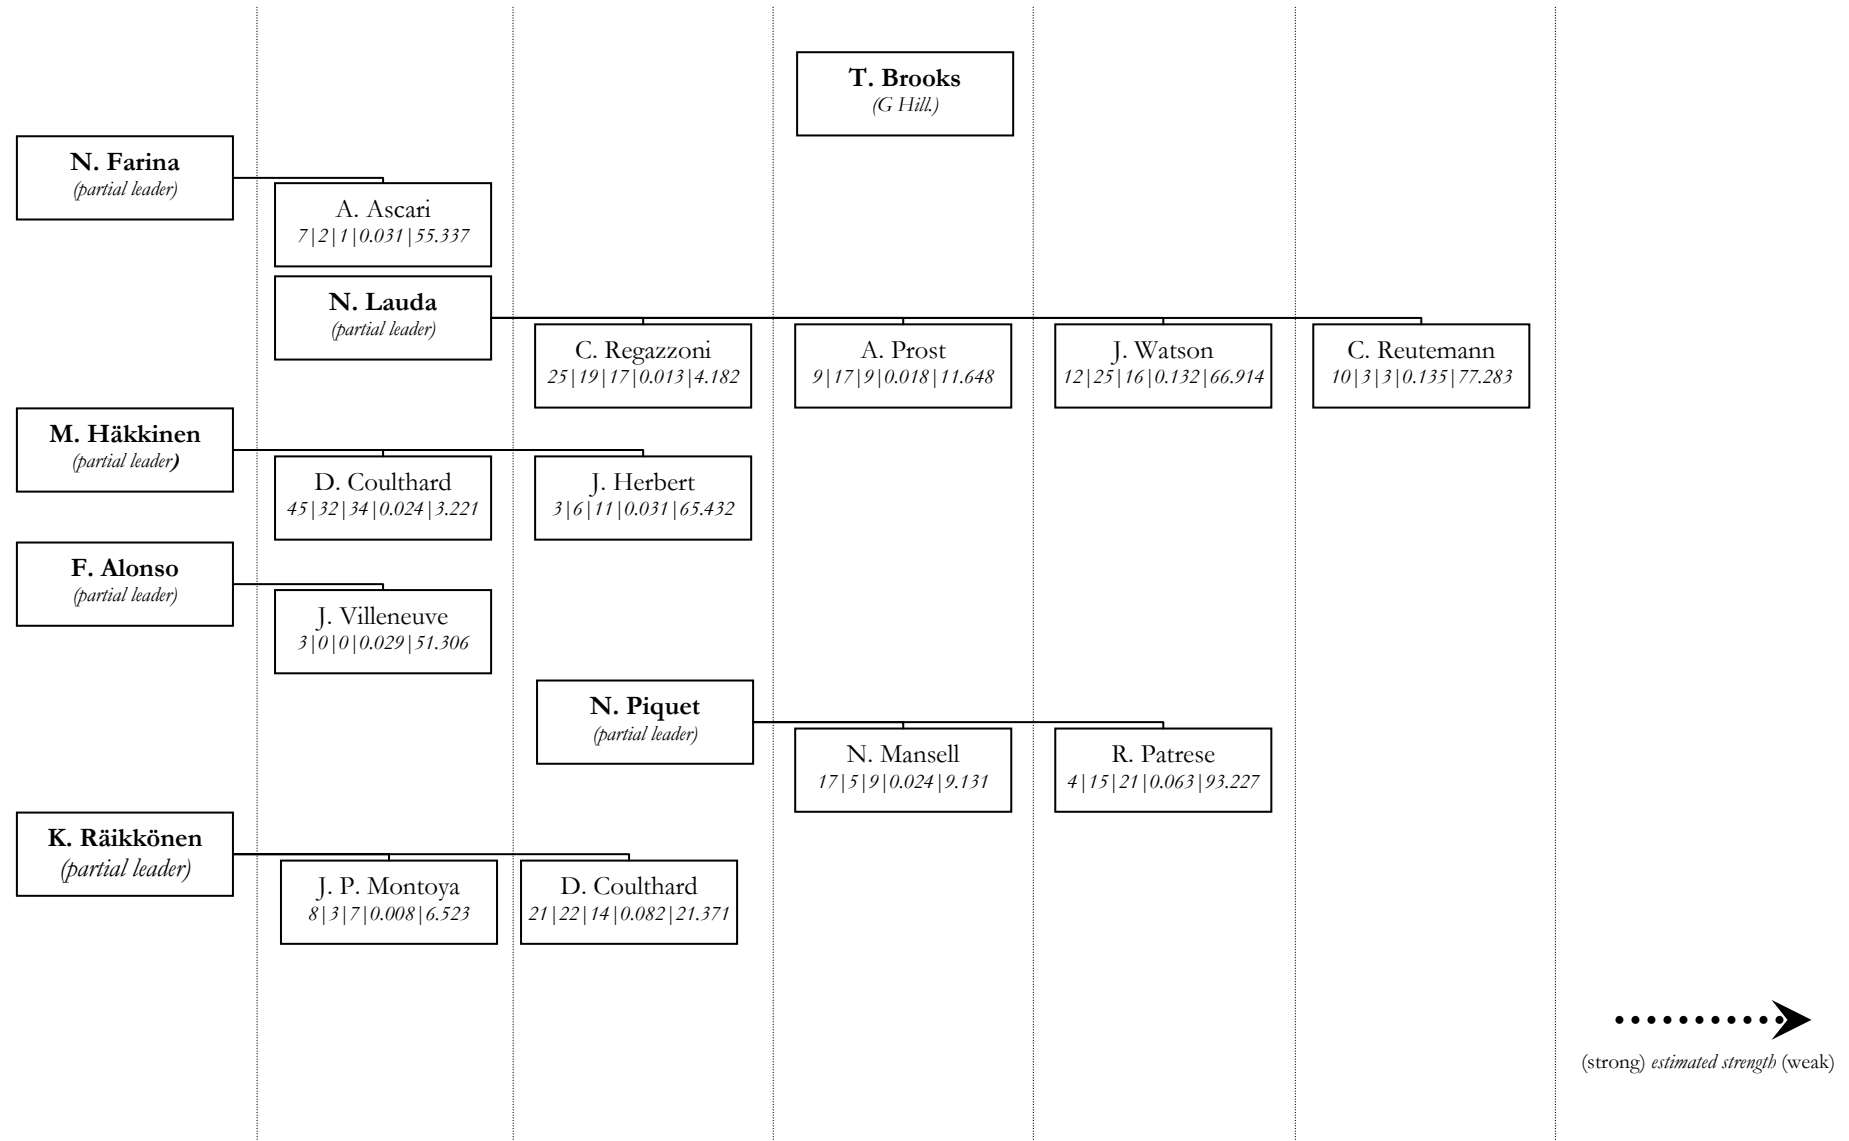 T. Brooks
(G Hill.)
N. Farina
(partial leader)
A. Ascari
7|2|1|0.031|55.337
N. Lauda
(partial leader)
C. Regazzoni
25|19|17|0.013|4.182
A. Prost
9|17|9|0.018|11.648
J. Watson
12|25|16|0.132|66.914
C. Reutemann
10|3|3|0.135|77.283
M. Häkkinen
(partial leader)
D. Coulthard
45|32|34|0.024|3.221
J. Herbert
3|6|11|0.031|65.432
F. Alonso
(partial leader)
J. Villeneuve
3|0|0|0.029|51.306
N. Piquet
(partial leader)
N. Mansell
17|5|9|0.024|9.131
R. Patrese
4|15|21|0.063|93.227
K. Räikkönen
(partial leader)
J. P. Montoya
8|3|7|0.008|6.523
D. Coulthard
21|22|14|0.082|21.371
(strong) estimated strength (weak)